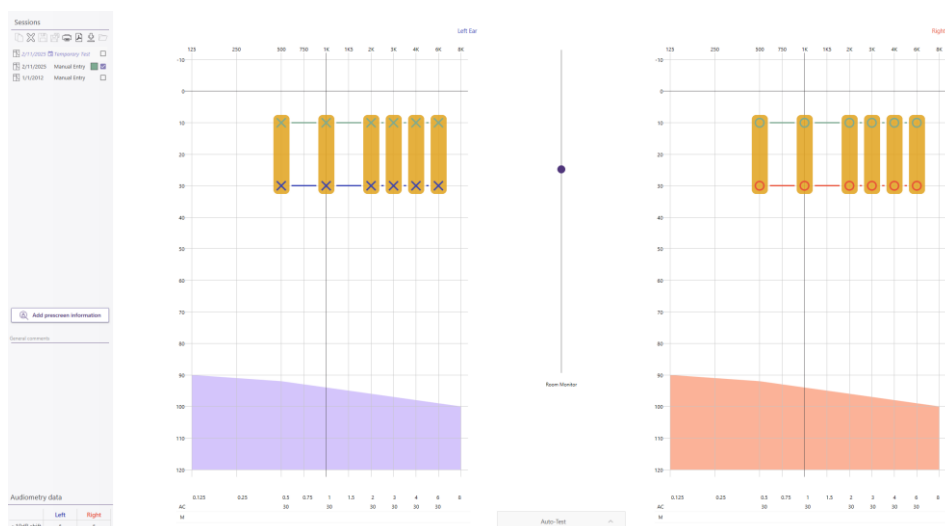 Sessions
2/11/2025 Temporary Test
2/11/2025 Manual Entry
1/1/2012 Manual Entry
Add prescreen information
General comments
Audiometry data
Left Right
Left Ear
125 250 500 750 1K 1K5 2K 3K 4K 6K 8K
-10
0
10
20
30
40
50
60
70
80
90
100
110
120
0.125 0.25 0.5 0.75 1 1.5 2 3 4 6 8
AC 30 30 30 30 30 30
M
Room Monitor
Auto-Test
Right
125 250 500 750 1K 1K5 2K 3K 4K 6K 8K
-10
0
10
20
30
40
50
60
70
80
90
100
110
120
0.125 0.25 0.5 0.75 1 1.5 2 3 4 6 8
AC 30 30 30 30 30 30
M